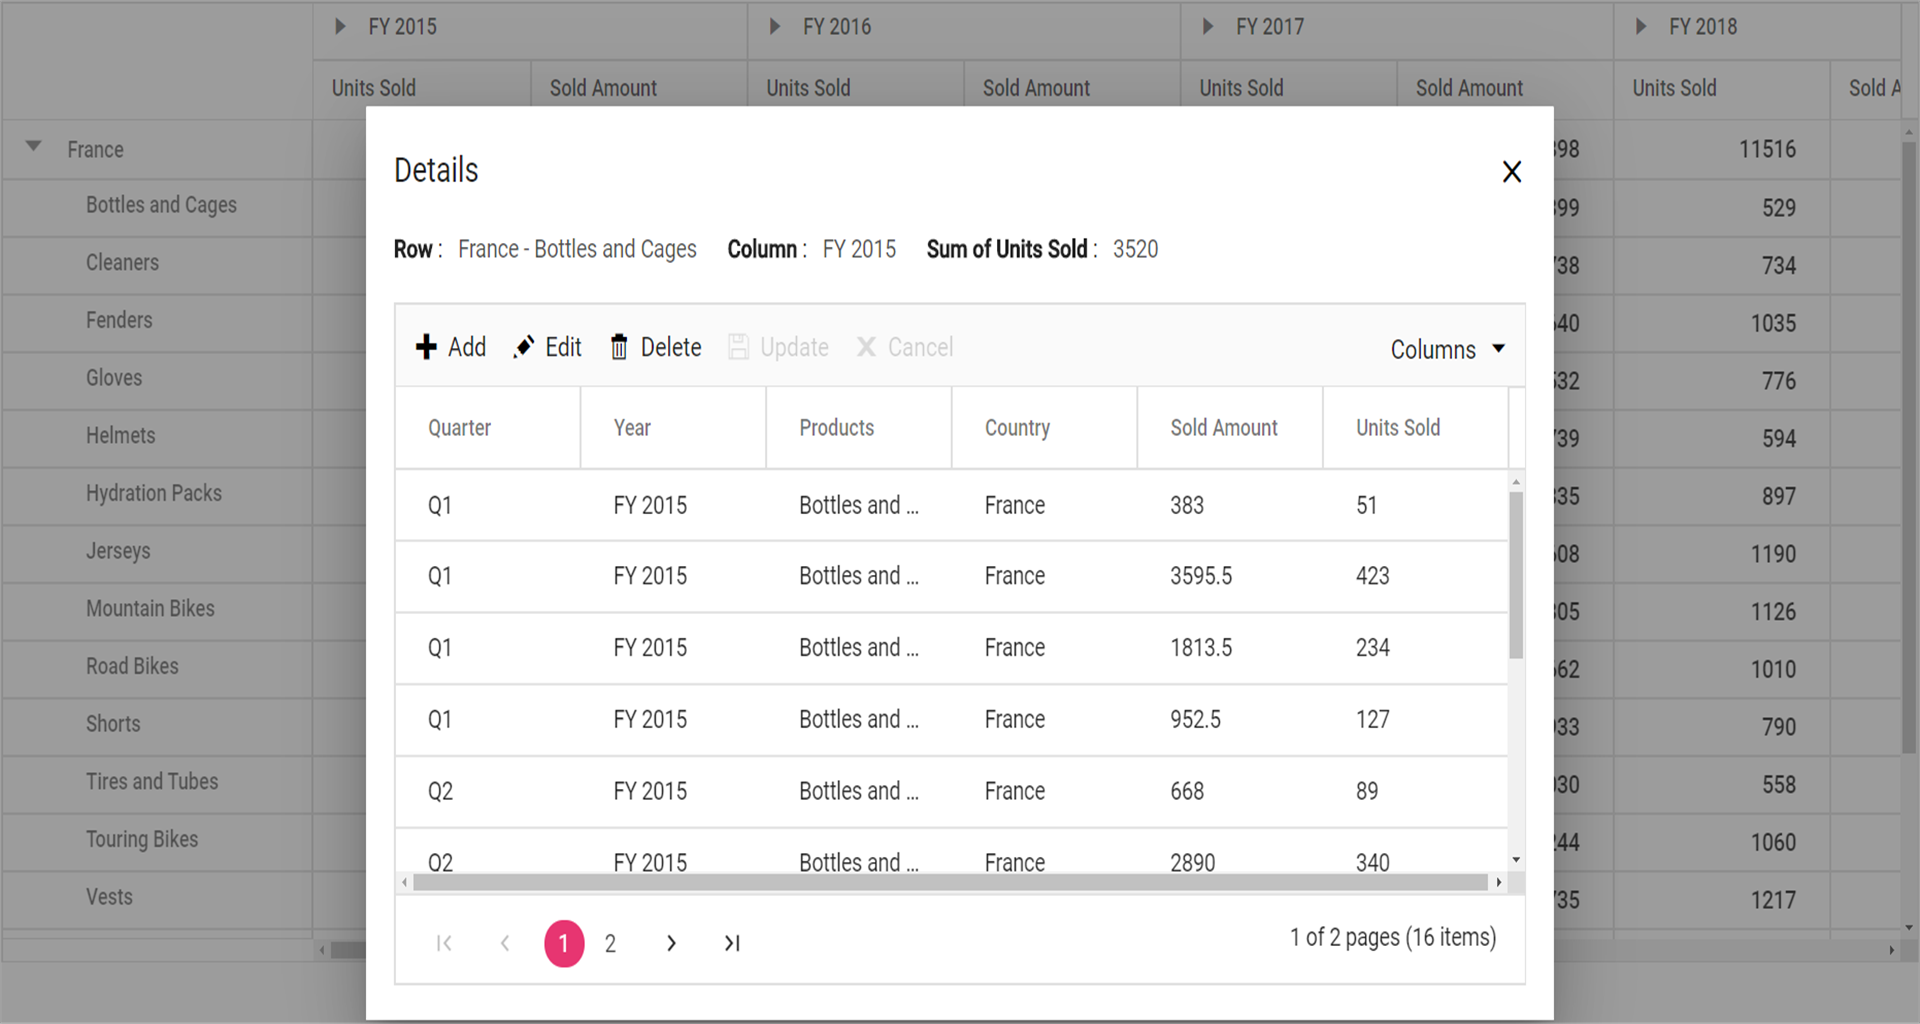 FY 2015 FY 2016 FY 2017 FY 2018
Units Sold Sold Amount Units Sold Sold Amount Units Sold Sold Amount Units Sold Sold A
France 98 11516
Bottles and Cages 99 529
Cleaners 38 734
Fenders 40 1035
Gloves 32 776
Helmets 39 594
Hydration Packs 35 897
Jerseys 08 1190
Mountain Bikes 05 1126
Road Bikes 62 1010
Shorts 33 790
Tires and Tubes 30 558
Touring Bikes 44 1060
Vests 35 1217
Details
Row : France - Bottles and Cages Column : FY 2015 Sum of Units Sold : 3520
Add Edit Delete Update Cancel Columns
Quarter Year Products Country Sold Amount Units Sold
Q1 FY 2015 Bottles and ... France 383 51
Q1 FY 2015 Bottles and ... France 3595.5 423
Q1 FY 2015 Bottles and ... France 1813.5 234
Q1 FY 2015 Bottles and ... France 952.5 127
Q2 FY 2015 Bottles and ... France 668 89
Q2 FY 2015 Bottles and ... France 2890 340
1 2 1 of 2 pages (16 items)